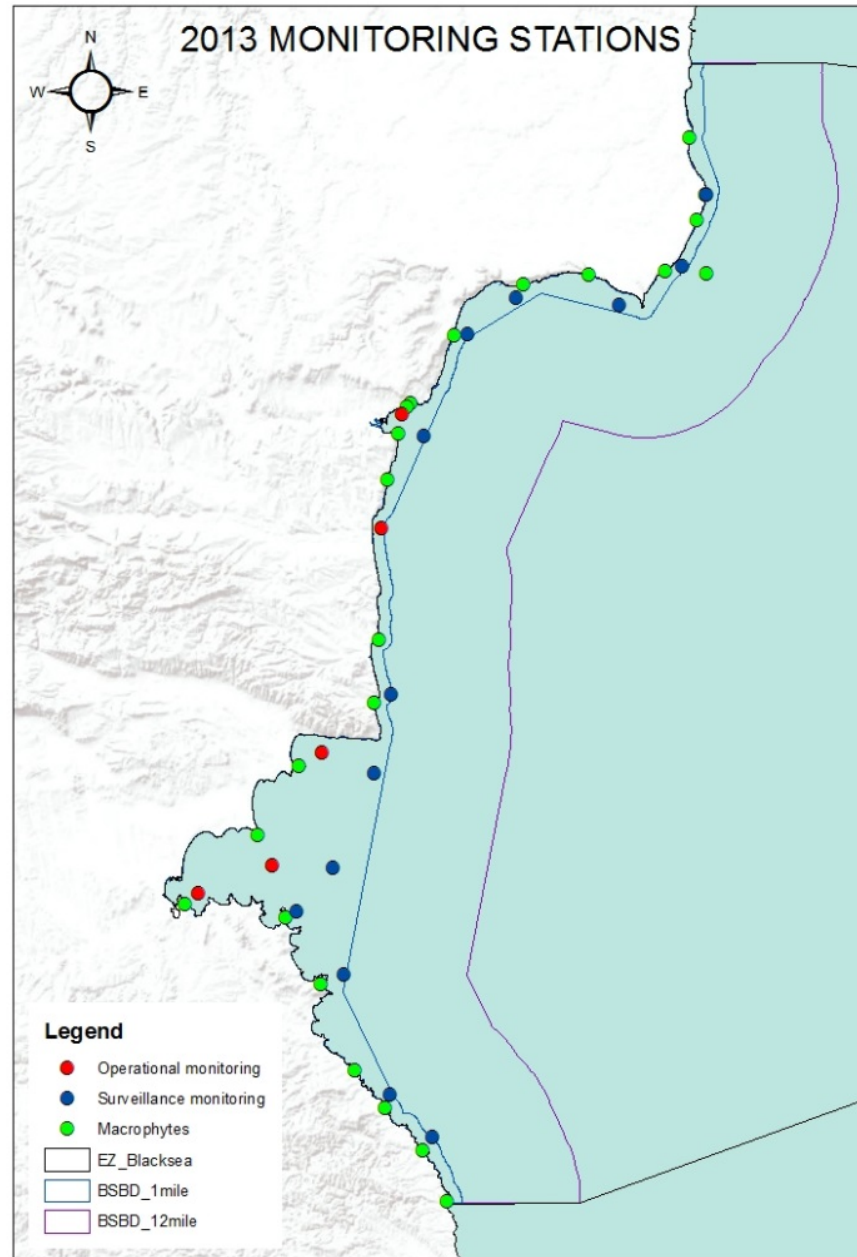 2013 MONITORING STATIONS
N
W E
S
Legend
Operational monitoring
Surveillance monitoring
Macrophytes
EZ_Blacksea
BSBD_1mile
BSBD_12mile